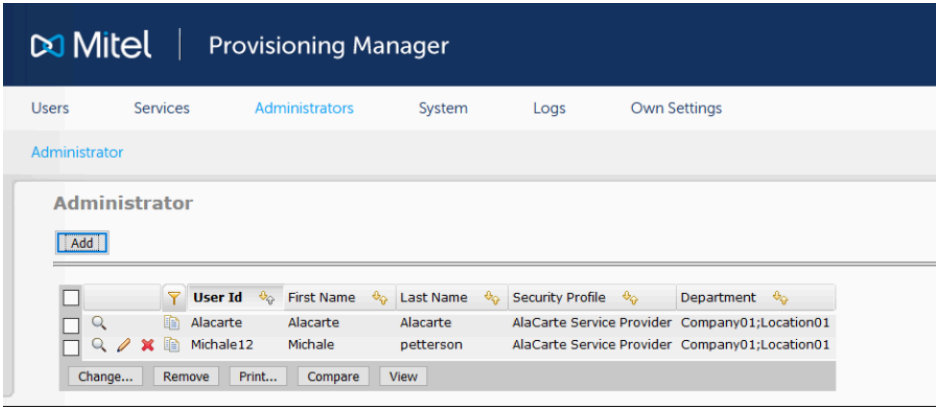 Mitel | Provisioning Manager
Users Services Administrators System Logs Own Settings
Administrator
Administrator
Add
User Id First Name Last Name Security Profile Department
Alacarte Alacarte Alacarte AlaCarte Service Provider Company01;Location01
Michale12 Michale petterson AlaCarte Service Provider Company01;Location01
Change... Remove Print... Compare View